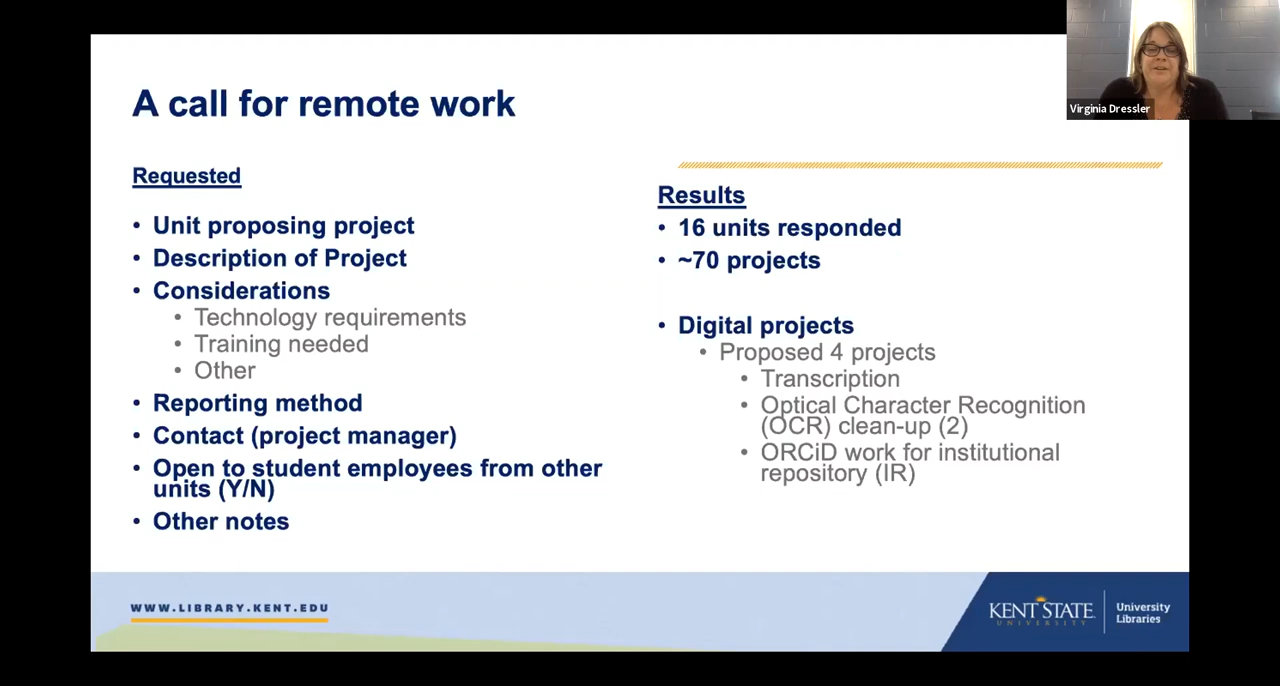 A call for remote work
Requested
• Unit proposing project
• Description of Project
• Considerations
• Technology requirements
• Training needed
• Other
• Reporting method
• Contact (project manager)
• Open to student employees from other
units (Y/N)
• Other notes
Results
• 16 units responded
• ~70 projects
• Digital projects
• Proposed 4 projects
• Transcription
• Optical Character Recognition
(OCR) clean-up (2)
• ORCiD work for institutional
repository (IR)
Virginia Dressler
WWW.LIBRARY.KENT.EDU
KENT STATE
UNIVERSITY
University
Libraries